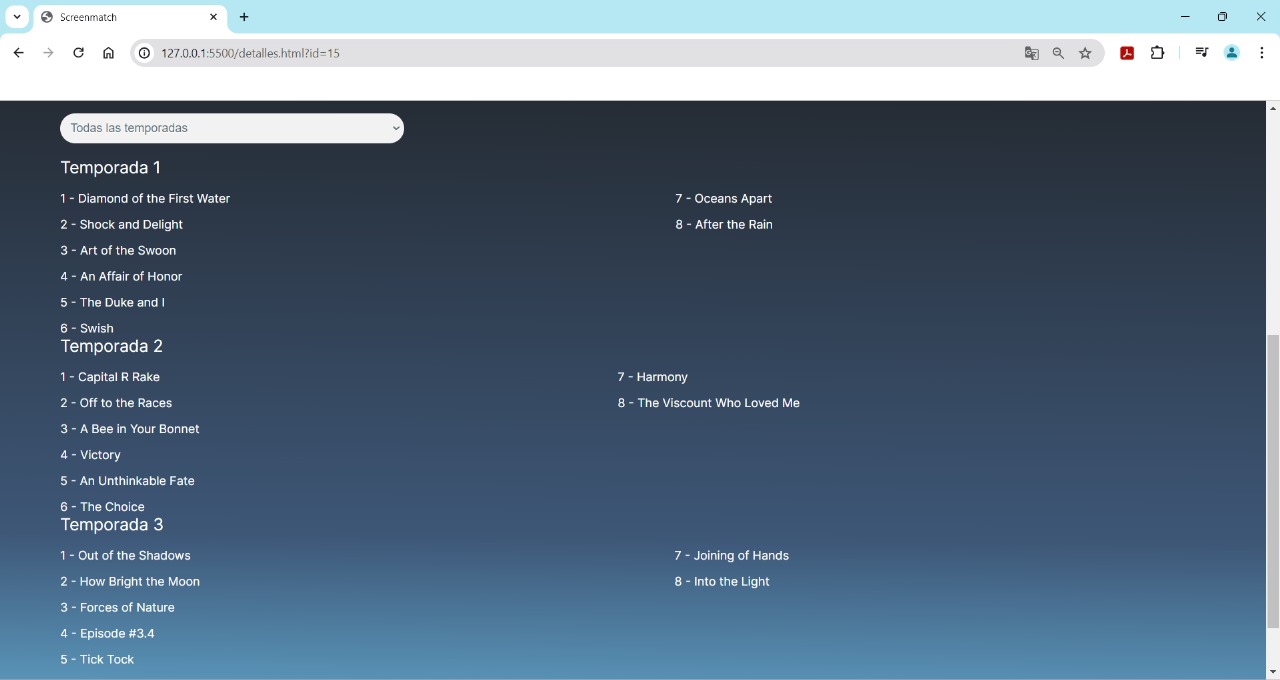 Screenmatch
127.0.0.1:5500/detalles.html?id=15
Todas las temporadas
Temporada 1
1 - Diamond of the First Water
2 - Shock and Delight
3 - Art of the Swoon
4 - An Affair of Honor
5 - The Duke and I
6 - Swish
7 - Oceans Apart
8 - After the Rain
Temporada 2
1 - Capital R Rake
2 - Off to the Races
3 - A Bee in Your Bonnet
4 - Victory
5 - An Unthinkable Fate
6 - The Choice
7 - Harmony
8 - The Viscount Who Loved Me
Temporada 3
1 - Out of the Shadows
2 - How Bright the Moon
3 - Forces of Nature
4 - Episode #3.4
5 - Tick Tock
7 - Joining of Hands
8 - Into the Light